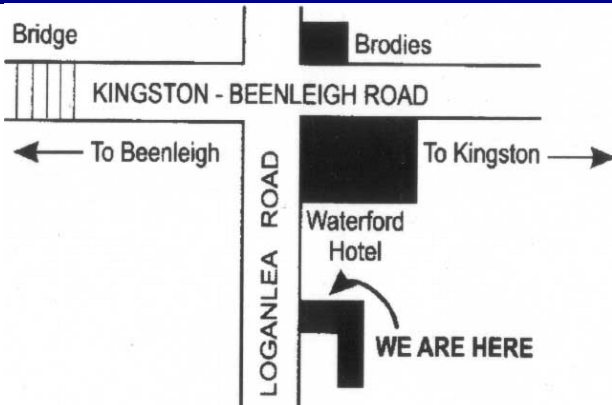 Bridge
Brodies
KINGSTON - BEENLEIGH ROAD
To Beenleigh
To Kingston
LOGANLEA ROAD
Waterford
Hotel
WE ARE HERE